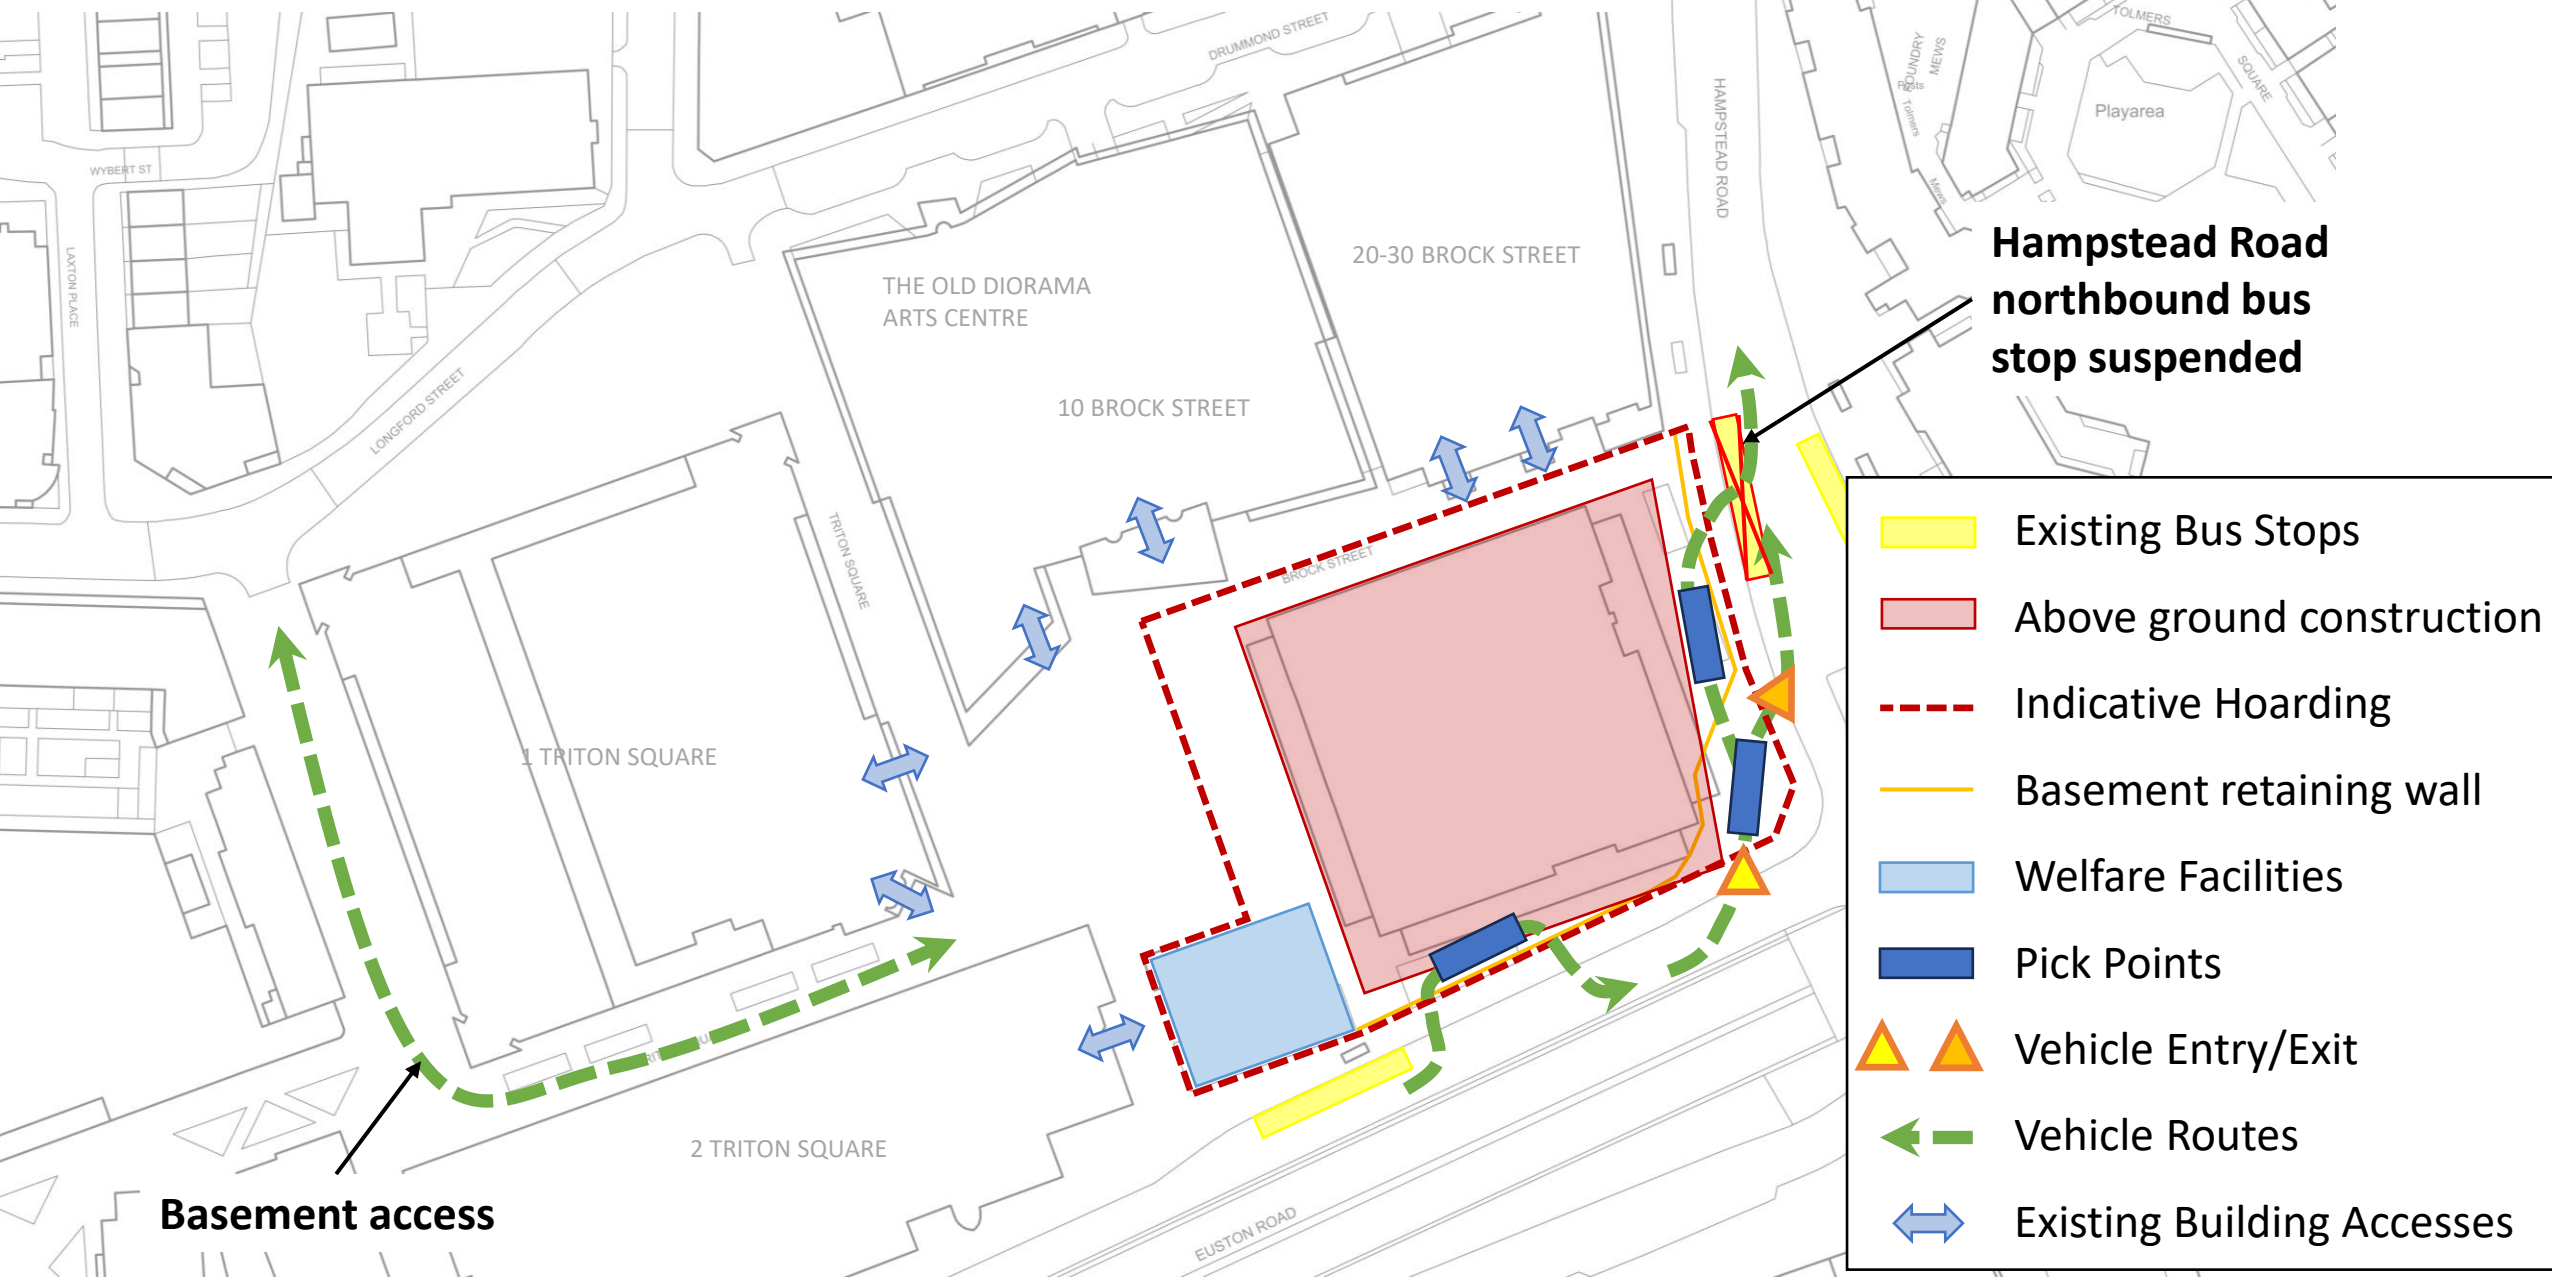 DRUMMOND STREET
TOLMERS
SQUARE
FOUNDRY
MEWS
Posts
Tolmers
Mews
Playarea
HAMPSTEAD ROAD
WYBERT ST
LAXTON PLACE
LONGFORD STREET
Hampstead Road
northbound bus
stop suspended
20-30 BROCK STREET
THE OLD DIORAMA
ARTS CENTRE
10 BROCK STREET
TRITON SQUARE
BROCK STREET
1 TRITON SQUARE
2 TRITON SQUARE
EUSTON ROAD
Basement access
Existing Bus Stops
Above ground construction
Indicative Hoarding
Basement retaining wall
Welfare Facilities
Pick Points
Vehicle Entry/Exit
Vehicle Routes
Existing Building Accesses